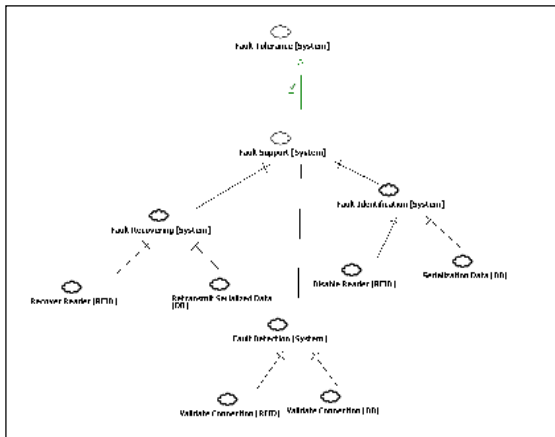 Fault Tolerance [System]
Fault Support [System]
Fault Identification [System]
Fault Recovering [System]
Recover Reader [RFID]
Retransmit Serialized Data
[DB]
Disable Reader [RFID]
Serialization Data [DB]
Fault Detection [System]
Validate Connection [RFID]
Validate Connection [DB]